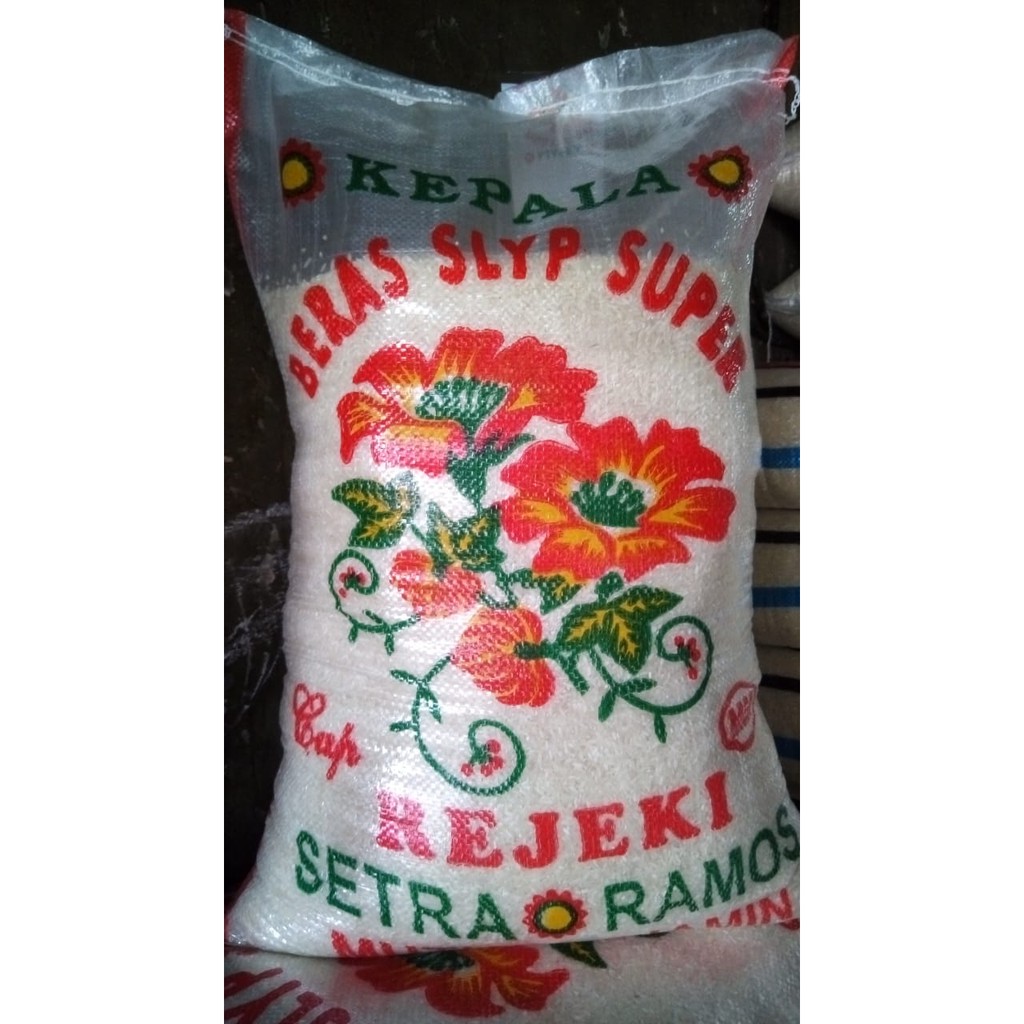 KEPALA
BERAS SLYP SUPER
Cap
REJEKI
SETRA RAMOS